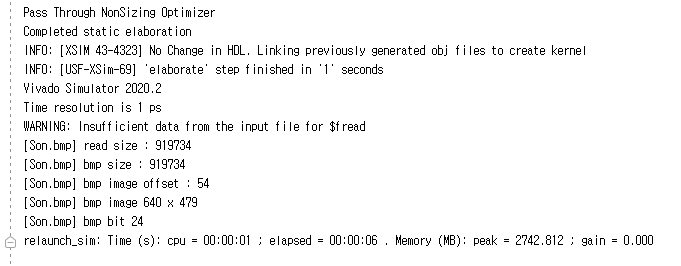 Pass Through NonSizing Optimizer
Completed static elaboration
INFO: [XSIM 43-4323] No Change in HDL. Linking previously generated obj files to create kernel
INFO: [USF-XSim-69] 'elaborate' step finished in '1' seconds
Vivado Simulator 2020.2
Time resolution is 1 ps
WARNING: Insufficient data from the input file for $fread
[Son.bmp] read size : 919734
[Son.bmp] bmp size : 919734
[Son.bmp] bmp image offset : 54
[Son.bmp] bmp image 640 x 479
[Son.bmp] bmp bit 24
relaunch_sim: Time (s): cpu = 00:00:01 ; elapsed = 00:00:06 . Memory (MB): peak = 2742.812 ; gain = 0.000